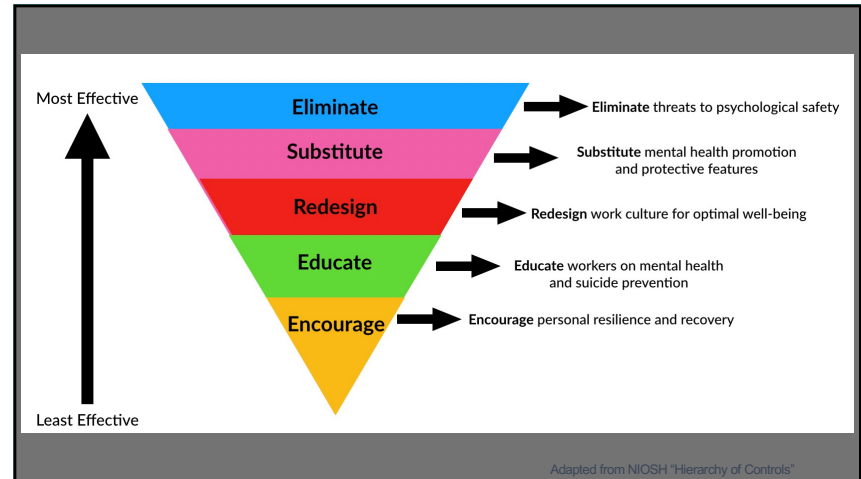 Most Effective
Eliminate
Eliminate threats to psychological safety
Substitute
Substitute mental health promotion
and protective features
Redesign
Redesign work culture for optimal well-being
Educate
Educate workers on mental health
and suicide prevention
Encourage
Encourage personal resilience and recovery
Least Effective
Adapted from NIOSH "Hierarchy of Controls"